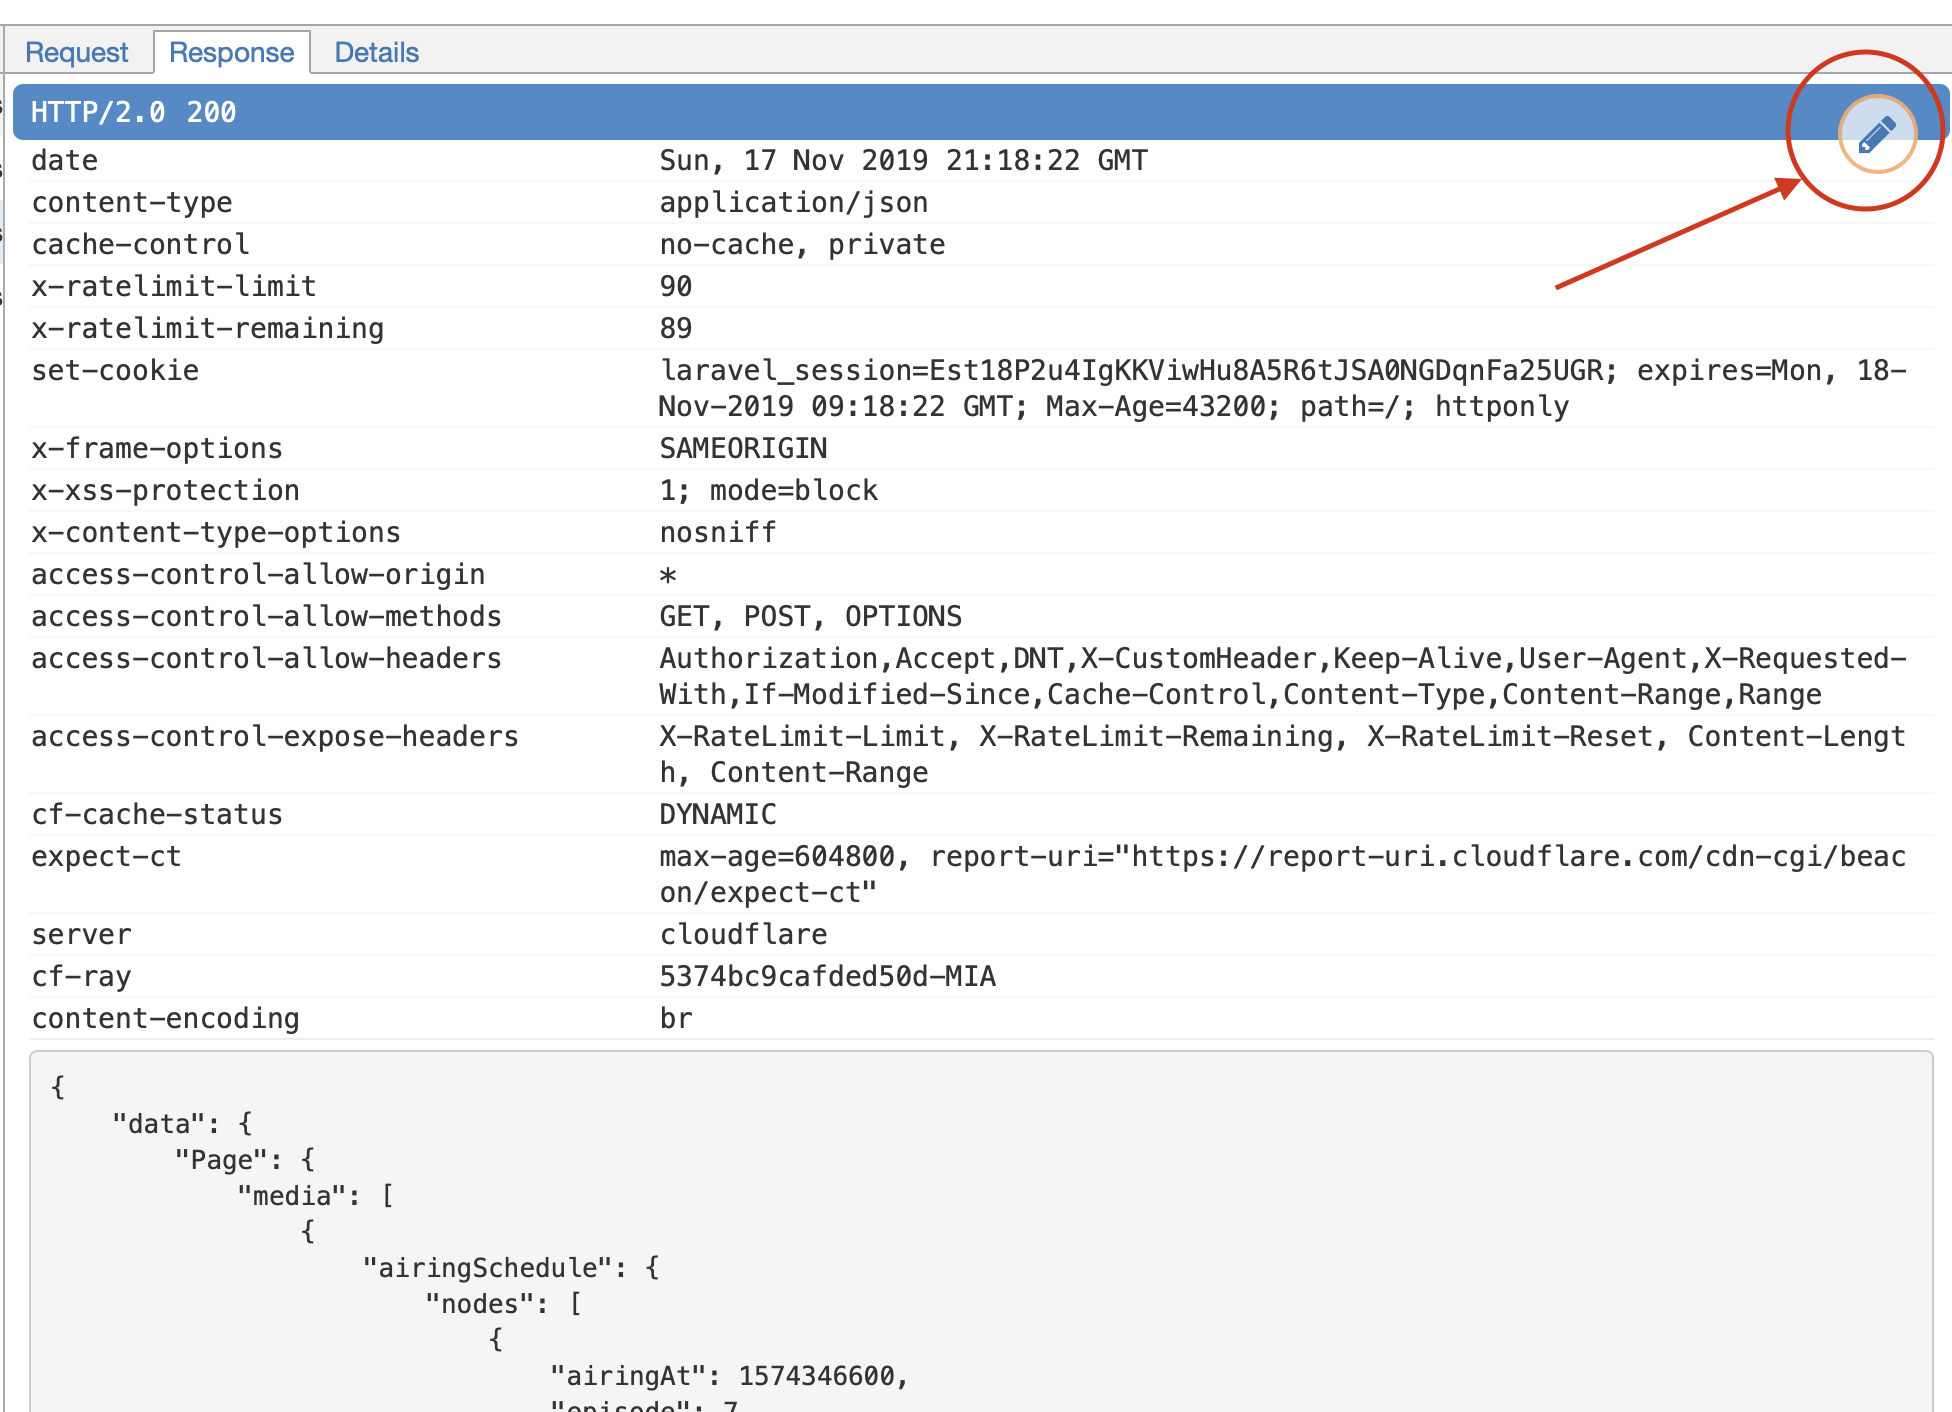 Request Response Details
HTTP/2.0 200
date Sun, 17 Nov 2019 21:18:22 GMT
content-type application/json
cache-control no-cache, private
x-ratelimit-limit 90
x-ratelimit-remaining 89
set-cookie laravel_session=Est18P2u4IgKKViwHu8A5R6tJSA0NGDqnFa25UGR; expires=Mon, 18-
Nov-2019 09:18:22 GMT; Max-Age=43200; path=/; httponly
x-frame-options SAMEORIGIN
x-xss-protection 1; mode=block
x-content-type-options nosniff
access-control-allow-origin *
access-control-allow-methods GET, POST, OPTIONS
access-control-allow-headers Authorization,Accept,DNT,X-CustomHeader,Keep-Alive,User-Agent,X-Requested-
With,If-Modified-Since,Cache-Control,Content-Type,Content-Range,Range
access-control-expose-headers X-RateLimit-Limit, X-RateLimit-Remaining, X-RateLimit-Reset, Content-Lengt
h, Content-Range
cf-cache-status DYNAMIC
expect-ct max-age=604800, report-uri="https://report-uri.cloudflare.com/cdn-cgi/beac
on/expect-ct"
server cloudflare
cf-ray 5374bc9cafded50d-MIA
content-encoding br
{
"data": {
"Page": {
"media": [
{
"airingSchedule": {
"nodes": [
{
"airingAt": 1574346600,
"episode": 7